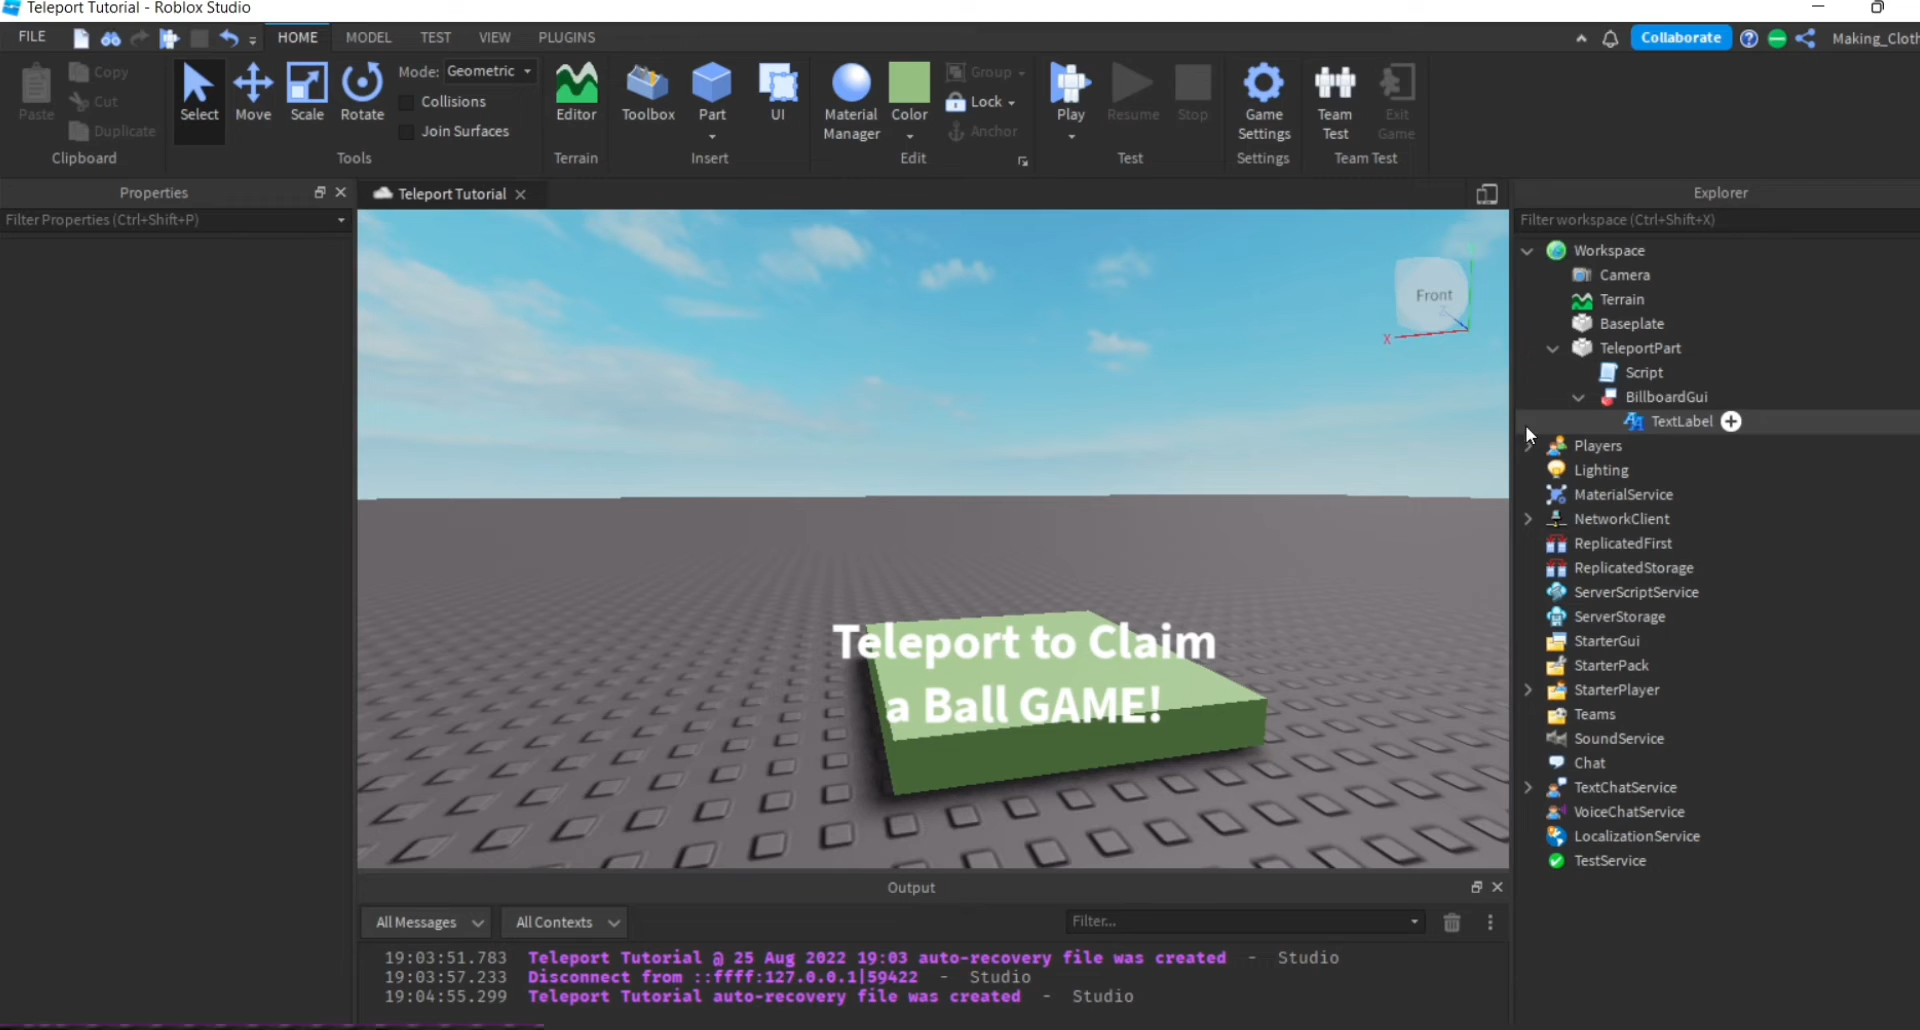 Teleport Tutorial - Roblox Studio
FILE HOME MODEL TEST VIEW PLUGINS Collaborate Making_Cloth
Paste Copy Cut Duplicate Clipboard
Select Move Scale Rotate Mode: Geometric Collisions Join Surfaces Tools
Editor Terrain
Toolbox Part UI Insert
Material Manager Color Group Lock Anchor Edit
Play Resume Stop Test
Game Settings Settings
Team Test Exit Game Team Test
Properties
Filter Properties (Ctrl+Shift+P)
Teleport Tutorial
Front
X
Z
Teleport to Claim
a Ball GAME!
Explorer
Filter workspace (Ctrl+Shift+X)
Workspace
Camera
Terrain
Baseplate
TeleportPart
Script
BillboardGui
TextLabel
Players
Lighting
MaterialService
NetworkClient
ReplicatedFirst
ReplicatedStorage
ServerScriptService
ServerStorage
StarterGui
StarterPack
StarterPlayer
Teams
SoundService
Chat
TextChatService
VoiceChatService
LocalizationService
TestService
Output
All Messages All Contexts Filter...
19:03:51.783 Teleport Tutorial @ 25 Aug 2022 19:03 auto-recovery file was created - Studio
19:03:57.233 Disconnect from ::ffff:127.0.0.1|59422 - Studio
19:04:55.299 Teleport Tutorial auto-recovery file was created - Studio